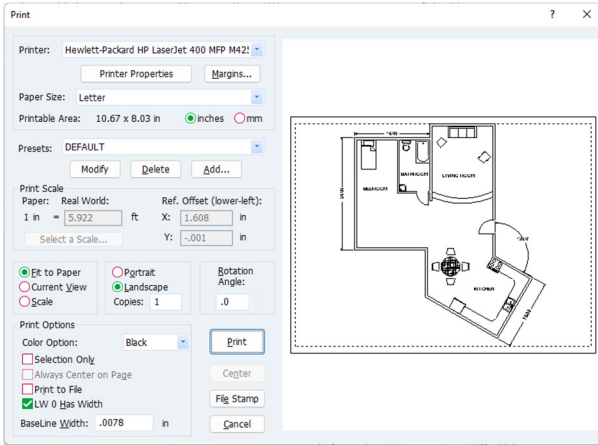 Print
? ×
Printer: Hewlett-Packard HP LaserJet 400 MFP M425
Printer Properties Margins...
Paper Size: Letter
Printable Area: 10.67 x 8.03 in inches mm
Presets: DEFAULT
Modify Delete Add...
Print Scale
Paper: Real World: Ref. Offset (lower-left):
1 in = 5.922 ft X: 1.608 in
Select a Scale... Y: -.001 in
Fit to Paper
Current View
Scale
Portrait
Landscape
Copies: 1
Rotation
Angle:
.0
Print Options
Color Option: Black
Selection Only
Always Center on Page
Print to File
LW 0 Has Width
BaseLine Width: .0078 in
Print
Center
File Stamp
Cancel
BEDROOM
BATHROOM
LIVING ROOM
KITCHEN